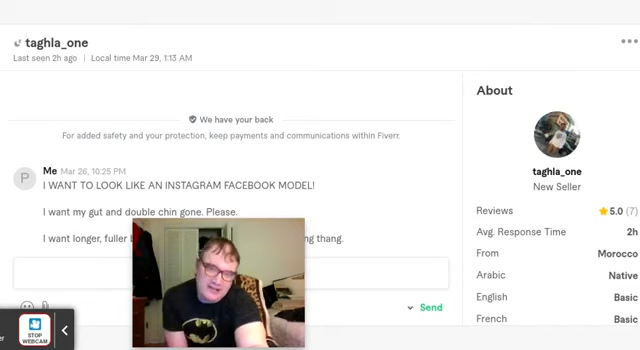 taghla_one
Last seen 2h ago | Local time Mar 29, 1:13 AM
We have your back
For added safety and your protection, keep payments and communications within Fiverr.
P
Me Mar 26, 10:25 PM
I WANT TO LOOK LIKE AN INSTAGRAM FACEBOOK MODEL!
I want my gut and double chin gone. Please.
I want longer, fuller
thang.
Send
STOP
WEBCAM
About
taghla_one
New Seller
Reviews 5.0 (7)
Avg. Response Time 2h
From Morocco
Arabic Native
English Basic
French Basic